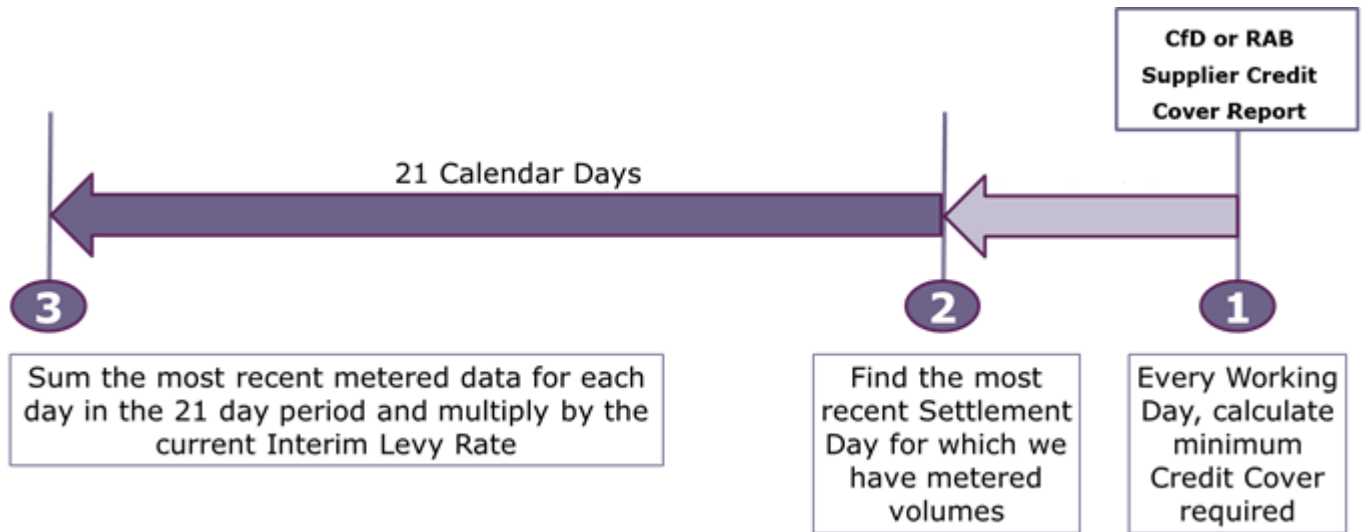 CfD or RAB
Supplier Credit
Cover Report
21 Calendar Days
3
2
1
Sum the most recent metered data for each
day in the 21 day period and multiply by the
current Interim Levy Rate
Find the most
recent Settlement
Day for which we
have metered
volumes
Every Working
Day, calculate
minimum
Credit Cover
required